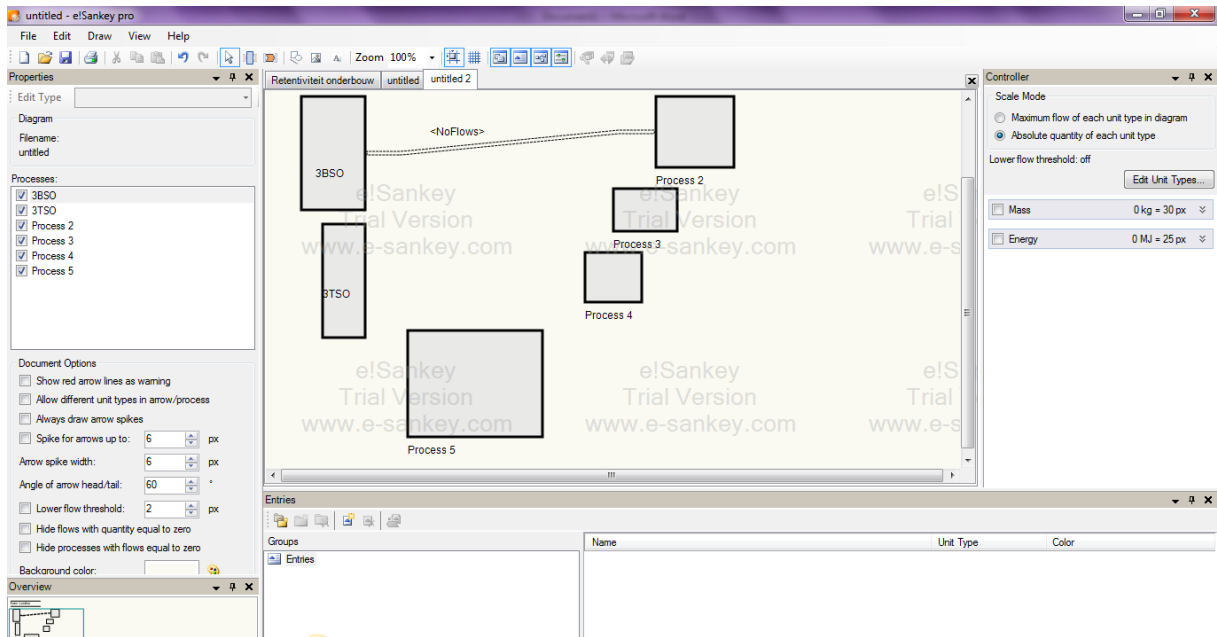 untitled - e!Sankey pro
File Edit Draw View Help
Zoom 100%
Properties
Edit Type
Diagram
Filename:
untitled
Processes:
3BSO
3TSO
Process 2
Process 3
Process 4
Process 5
Document Options
Show red arrow lines as warning
Allow different unit types in arrow/process
Always draw arrow spikes
Spike for arrows up to: 6 px
Arrow spike width: 6 px
Angle of arrow head/tail: 60 °
Lower flow threshold: 2 px
Hide flows with quantity equal to zero
Hide processes with flows equal to zero
Background color:
Overview
Retentiviteit onderbouw untitled untitled 2
<NoFlows>
3BSO
Process 2
Process 3
3TSO
Process 4
Process 5
e!Sankey e!Sankey e!S
Trial Version Trial Version Trial
www.e-sankey.com www.e-sankey.com www.e-s
e!Sankey e!Sankey e!S
Trial Version Trial Version Trial
www.e-sankey.com www.e-sankey.com www.e-s
Controller
Scale Mode
Maximum flow of each unit type in diagram
Absolute quantity of each unit type
Lower flow threshold: off
Edit Unit Types...
Mass 0 kg = 30 px
Energy 0 MJ = 25 px
Entries
Groups
Entries
Name Unit Type Color